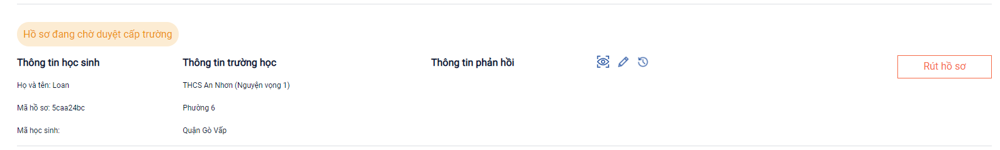 Hồ sơ đang chờ duyệt cấp trường
Thông tin học sinh
Họ và tên: Loan
Mã hồ sơ: 5caa24bc
Mã học sinh:
Thông tin trường học
THCS An Nhơn (Nguyện vọng 1)
Phường 6
Quận Gò Vấp
Thông tin phản hồi
Rút hồ sơ